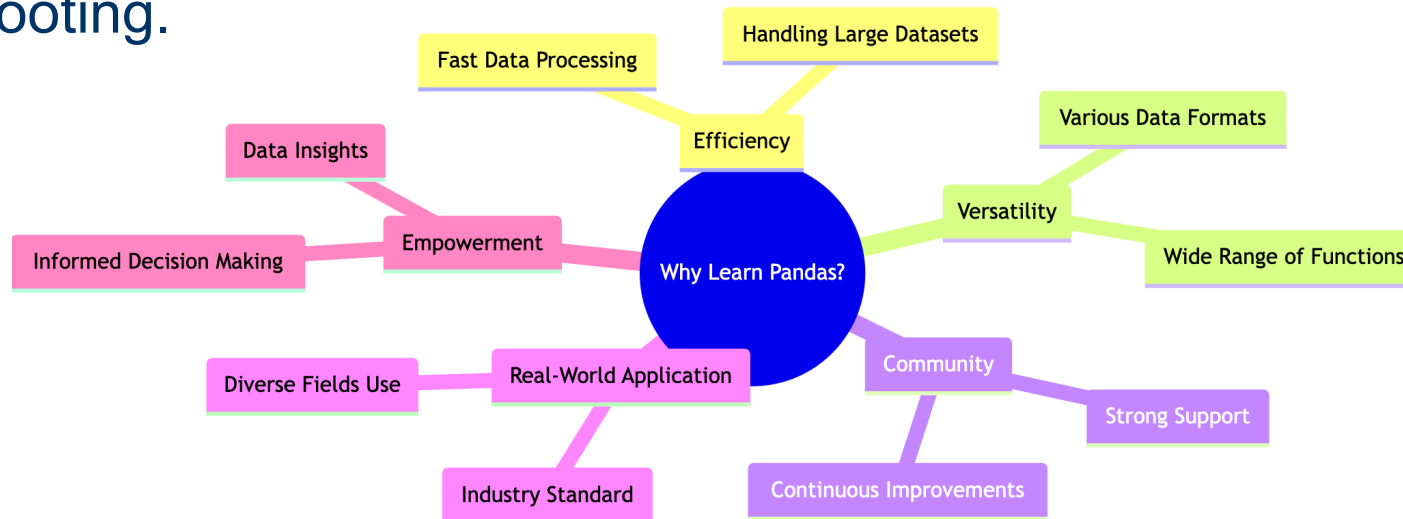 ooting.
Handling Large Datasets
Fast Data Processing
Efficiency
Various Data Formats
Data Insights
Versatility
Empowerment
Wide Range of Functions
Informed Decision Making
Why Learn Pandas?
Community
Real-World Application
Diverse Fields Use
Strong Support
Continuous Improvements
Industry Standard